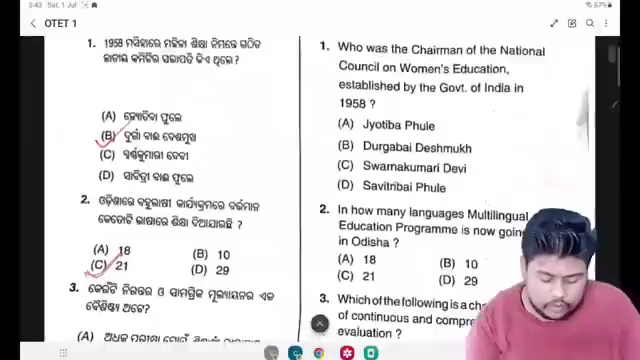 5:43 Sat, 1 Jul
67%
OTET 1
1. 1958 ମସିହାରେ ମହିଳା ଶିକ୍ଷା ନିମନ୍ତେ ଗଠିତ
ଜାତୀୟ କମିଟିର ସଭାପତି କିଏ ଥିଲେ ?
(A) ଜ୍ୟୋତିବା ଫୁଲେ
(B) ଦୁର୍ଗା ବାଈ ଦେଶମୁଖ
(C) ସ୍ୱର୍ଣ୍ଣକୁମାରୀ ଦେବୀ
(D) ସାବିତ୍ରୀ ବାଈ ଫୁଲେ
2. ଓଡ଼ିଶାରେ ବହୁଭାଷୀ କାର୍ଯ୍ୟକ୍ରମରେ ବର୍ତ୍ତମାନ
କେତୋଟି ଭାଷାରେ ଶିକ୍ଷା ଦିଆଯାଉଛି ?
(A) 18 (B) 10
(C) 21 (D) 29
3. କେଉଁଟି ନିରନ୍ତର ଓ ସାମଗ୍ରିକ ମୂଲ୍ୟାୟନର ଏକ
ବୈଶିଷ୍ଟ୍ୟ ଅଟେ ?
(A)
1. Who was the Chairman of the National
Council on Women's Education,
established by the Govt. of India in
1958 ?
(A) Jyotiba Phule
(B) Durgabai Deshmukh
(C) Swarnakumari Devi
(D) Savitribai Phule
2. In how many languages Multilingual
Education Programme is now going
in Odisha ?
(A) 18 (B) 10
(C) 21 (D) 29
3. Which of the following is a
of continuous and
evaluation ?